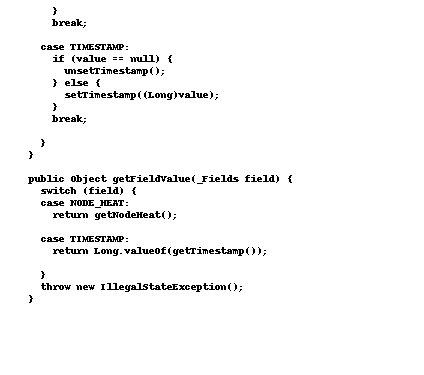 }
    break;

  case TIMESTAMP:
    if (value == null) {
      unsetTimestamp();
    } else {
      setTimestamp((Long)value);
    }
    break;

  }
}

public Object getFieldValue(_Fields field) {
  switch (field) {
  case NODE_HEAT:
    return getNodeHeat();

  case TIMESTAMP:
    return Long.valueOf(getTimestamp());

  }
  throw new IllegalStateException();
}